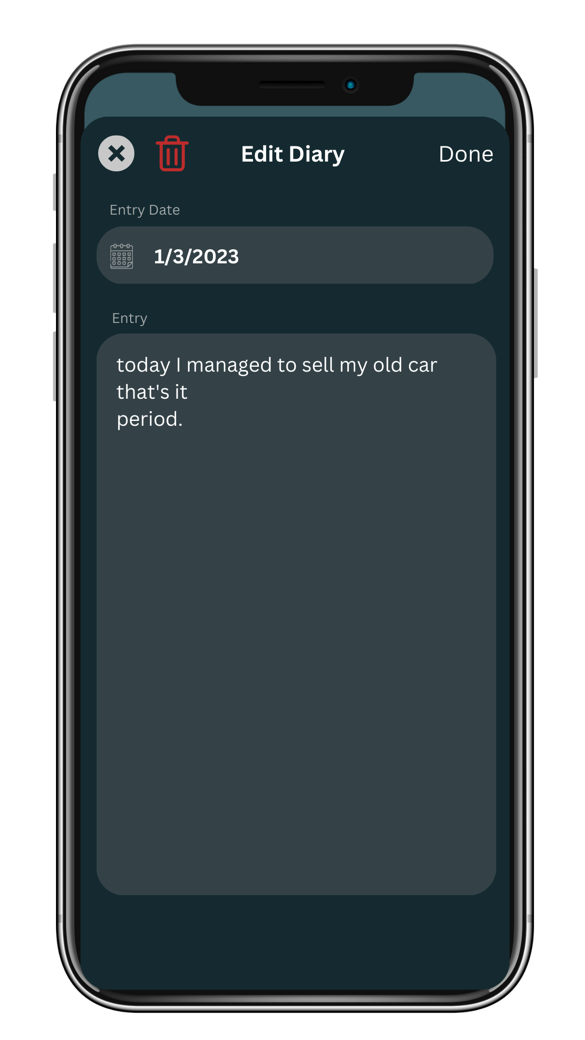 Edit Diary
Done
Entry Date
1/3/2023
Entry
today I managed to sell my old car
that's it
period.